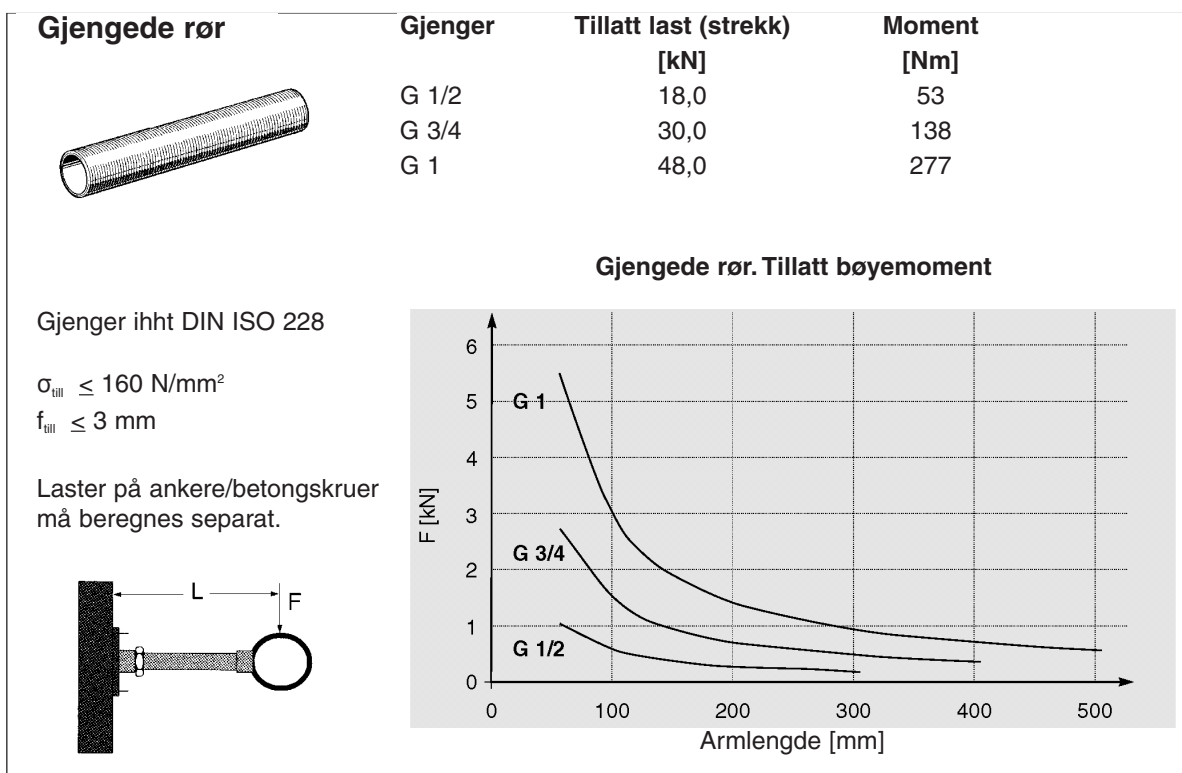 Gjengede rør
Gjenger Tillatt last (strekk) Moment
[kN] [Nm]
G 1/2 18,0 53
G 3/4 30,0 138
G 1 48,0 277
Gjengede rør. Tillatt bøyemoment
Gjenger ihht DIN ISO 228
σtill ≤ 160 N/mm²
ftill ≤ 3 mm
Laster på ankere/betongskruer
må beregnes separat.
L
F
F [kN]
6
5
4
3
2
1
0
G 1
G 3/4
G 1/2
0 100 200 300 400 500
Armlengde [mm]